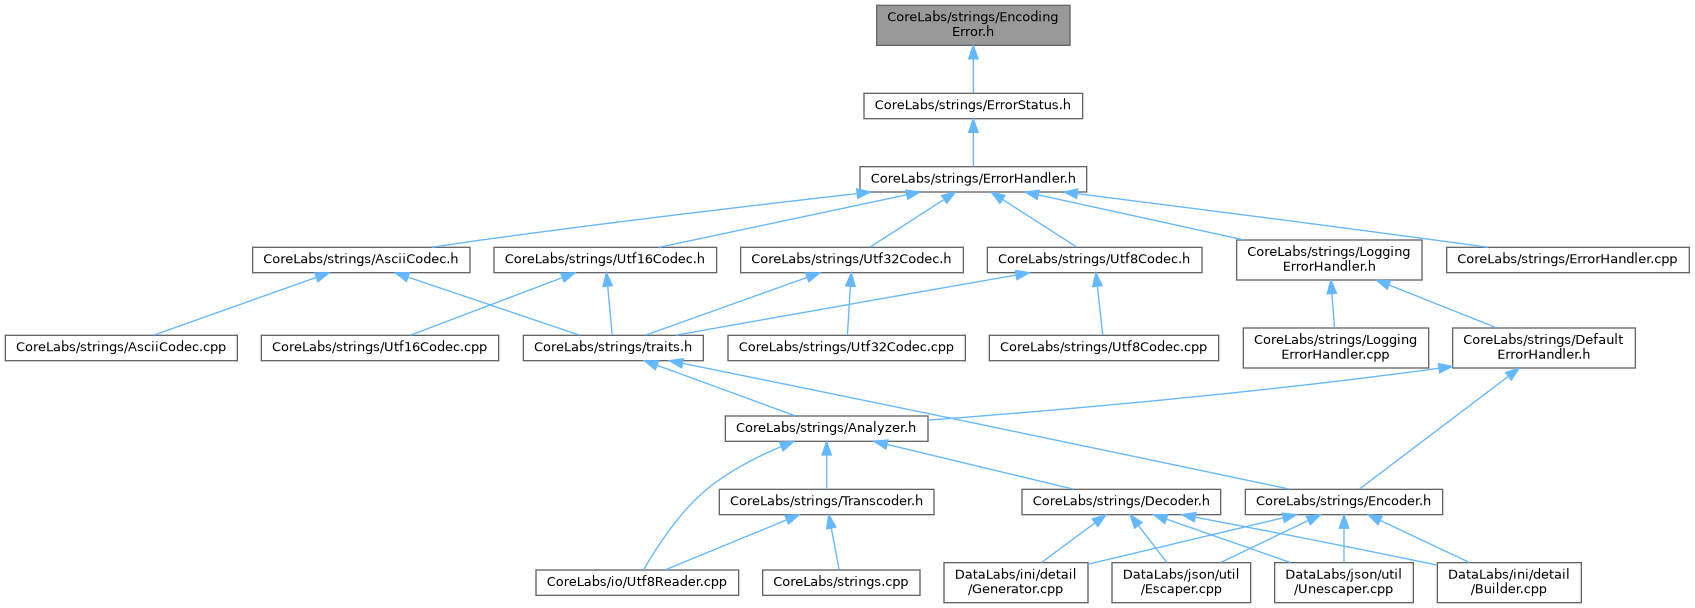 CoreLabs/strings/Encoding
Error.h
CoreLabs/strings/ErrorStatus.h
CoreLabs/strings/ErrorHandler.h
CoreLabs/strings/AsciiCodec.h
CoreLabs/strings/Utf16Codec.h
CoreLabs/strings/Utf32Codec.h
CoreLabs/strings/Utf8Codec.h
CoreLabs/strings/Logging
ErrorHandler.h
CoreLabs/strings/ErrorHandler.cpp
CoreLabs/strings/AsciiCodec.cpp
CoreLabs/strings/Utf16Codec.cpp
CoreLabs/strings/traits.h
CoreLabs/strings/Utf32Codec.cpp
CoreLabs/strings/Utf8Codec.cpp
CoreLabs/strings/Logging
ErrorHandler.cpp
CoreLabs/strings/Default
ErrorHandler.h
CoreLabs/strings/Analyzer.h
CoreLabs/strings/Transcoder.h
CoreLabs/strings/Decoder.h
CoreLabs/strings/Encoder.h
CoreLabs/io/Utf8Reader.cpp
CoreLabs/strings.cpp
DataLabs/ini/detail
/Generator.cpp
DataLabs/json/util
/Escaper.cpp
DataLabs/json/util
/Unescaper.cpp
DataLabs/ini/detail
/Builder.cpp